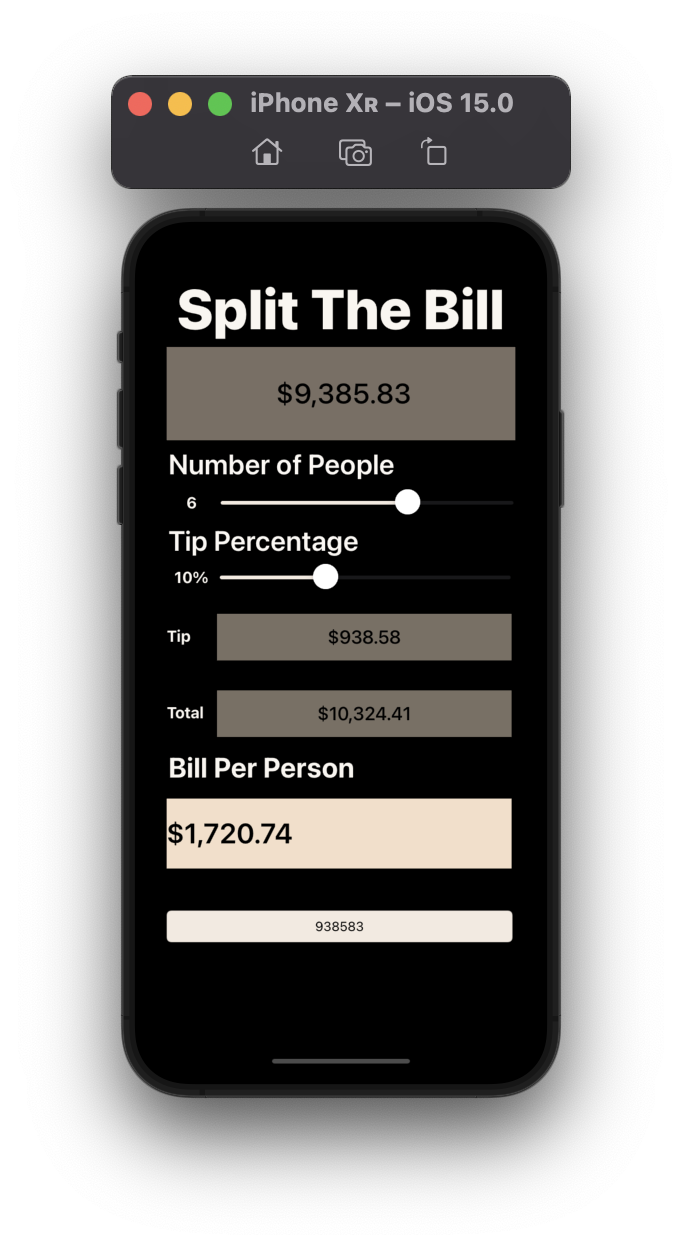 iPhone Xʀ – iOS 15.0
Split The Bill
$9,385.83
Number of People
6
Tip Percentage
10%
Tip
$938.58
Total
$10,324.41
Bill Per Person
$1,720.74
938583